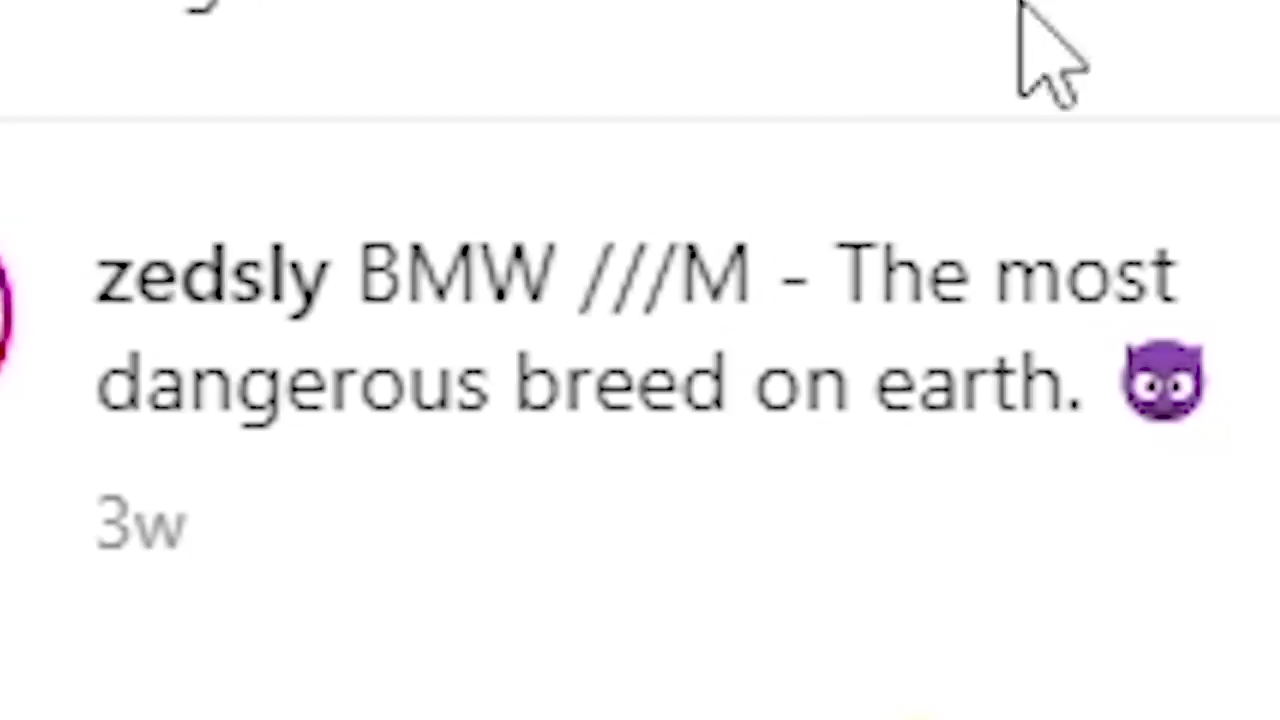 zedsly BMW ///M - The most
dangerous breed on earth. 😈
3w